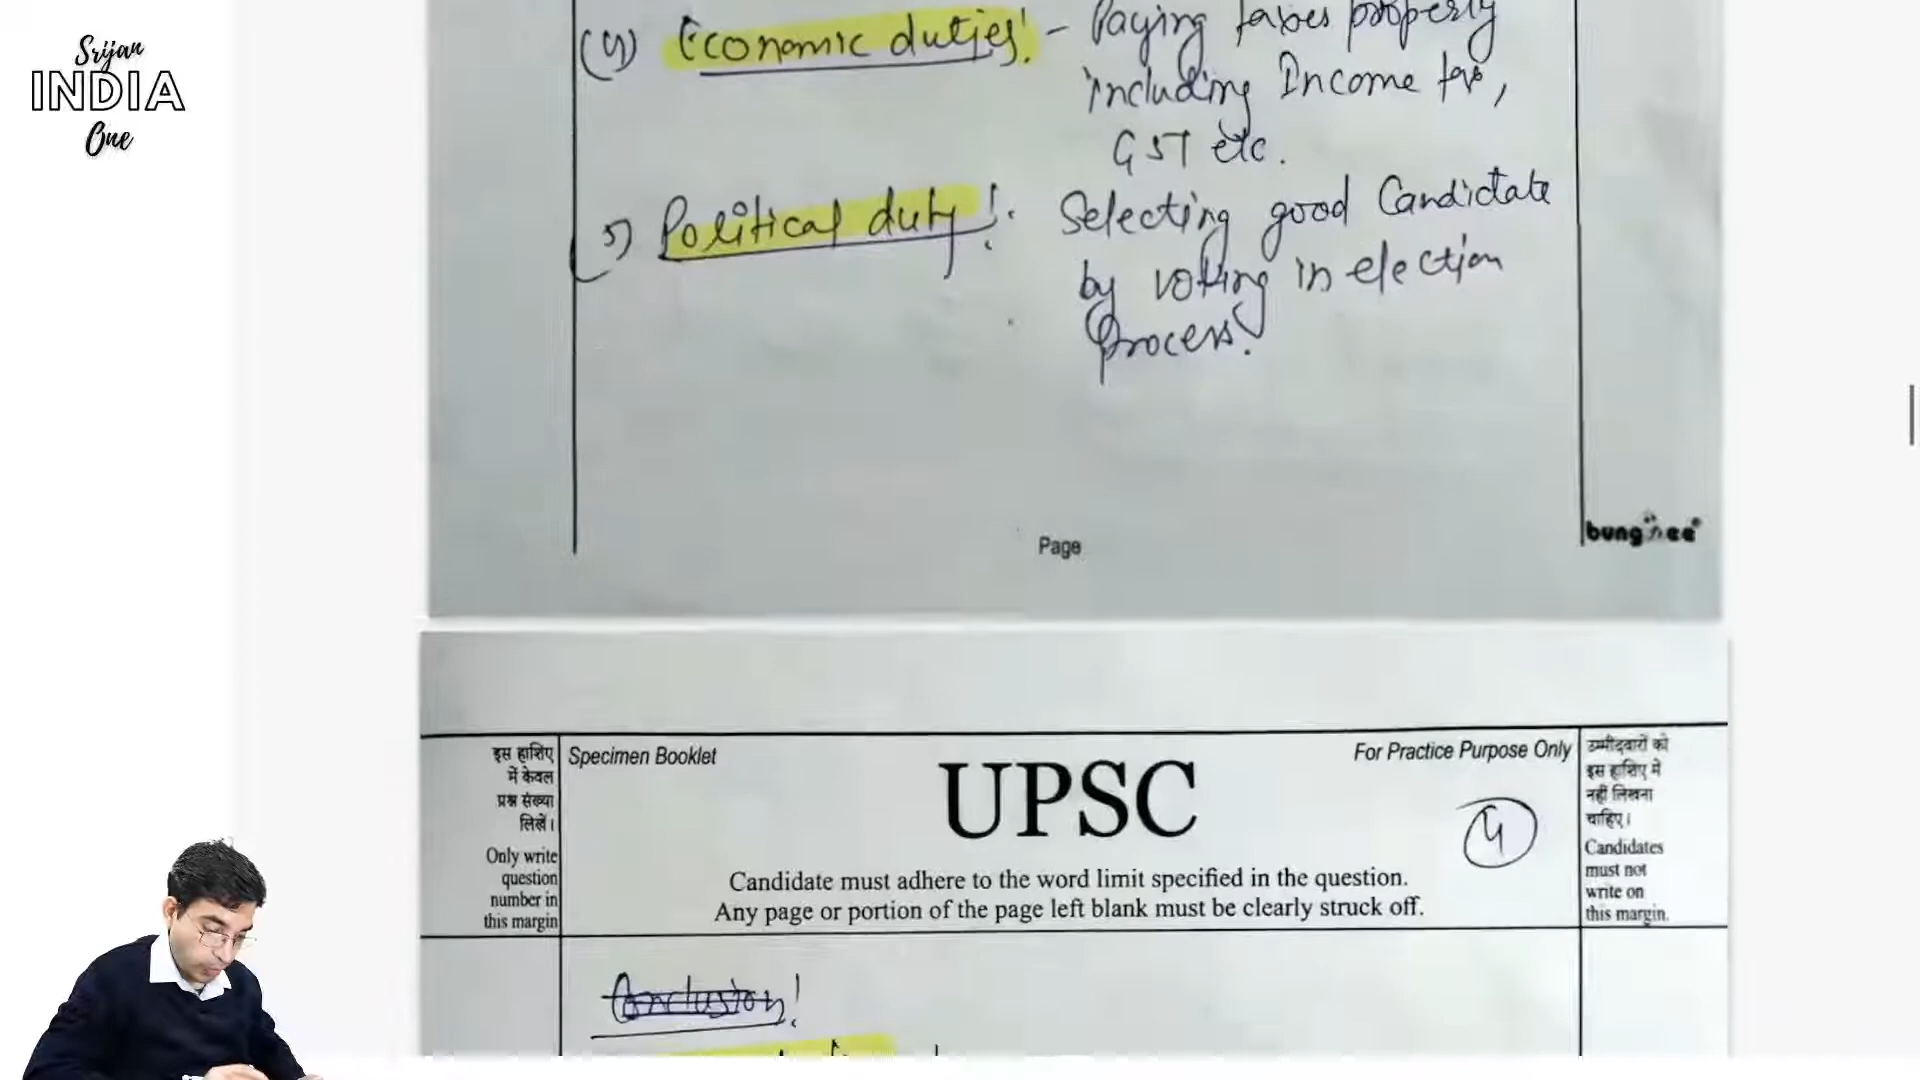 Srijan
INDIA
One
(4) Economic duties! - Paying taxes properly
including Income tax,
GST etc.
5) Political duty! Selecting good Candidate
by voting in election
process.
Page
bungee
इस हाशिए
में केवल
प्रश्न संख्या
लिखें।
Only write
question
number in
this margin
Specimen Booklet
For Practice Purpose Only
UPSC
4
Candidate must adhere to the word limit specified in the question.
Any page or portion of the page left blank must be clearly struck off.
उम्मीदवारों को
इस हाशिए में
नहीं लिखना
चाहिए।
Candidates
must not
write on
this margin.
Conclusion!